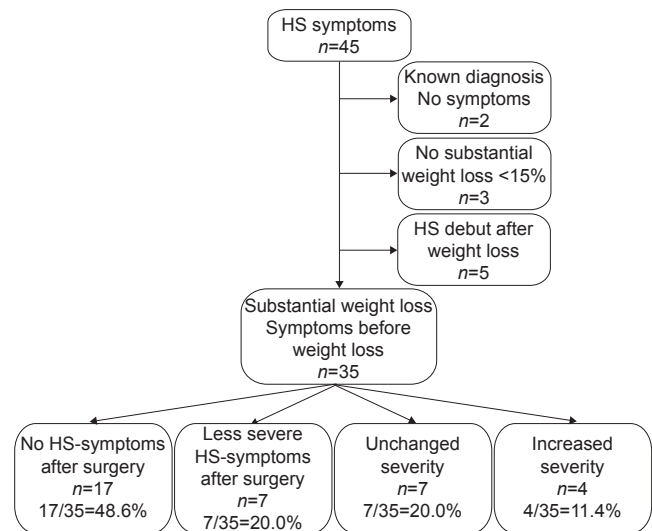 HS symptoms
n=45
Known diagnosis
No symptoms
n=2
No substantial
weight loss <15%
n=3
HS debut after
weight loss
n=5
Substantial weight loss
Symptoms before
weight loss
n=35
No HS-symptoms
after surgery
n=17
17/35=48.6%
Less severe
HS-symptoms
after surgery
n=7
7/35=20.0%
Unchanged
severity
n=7
7/35=20.0%
Increased
severity
n=4
4/35=11.4%